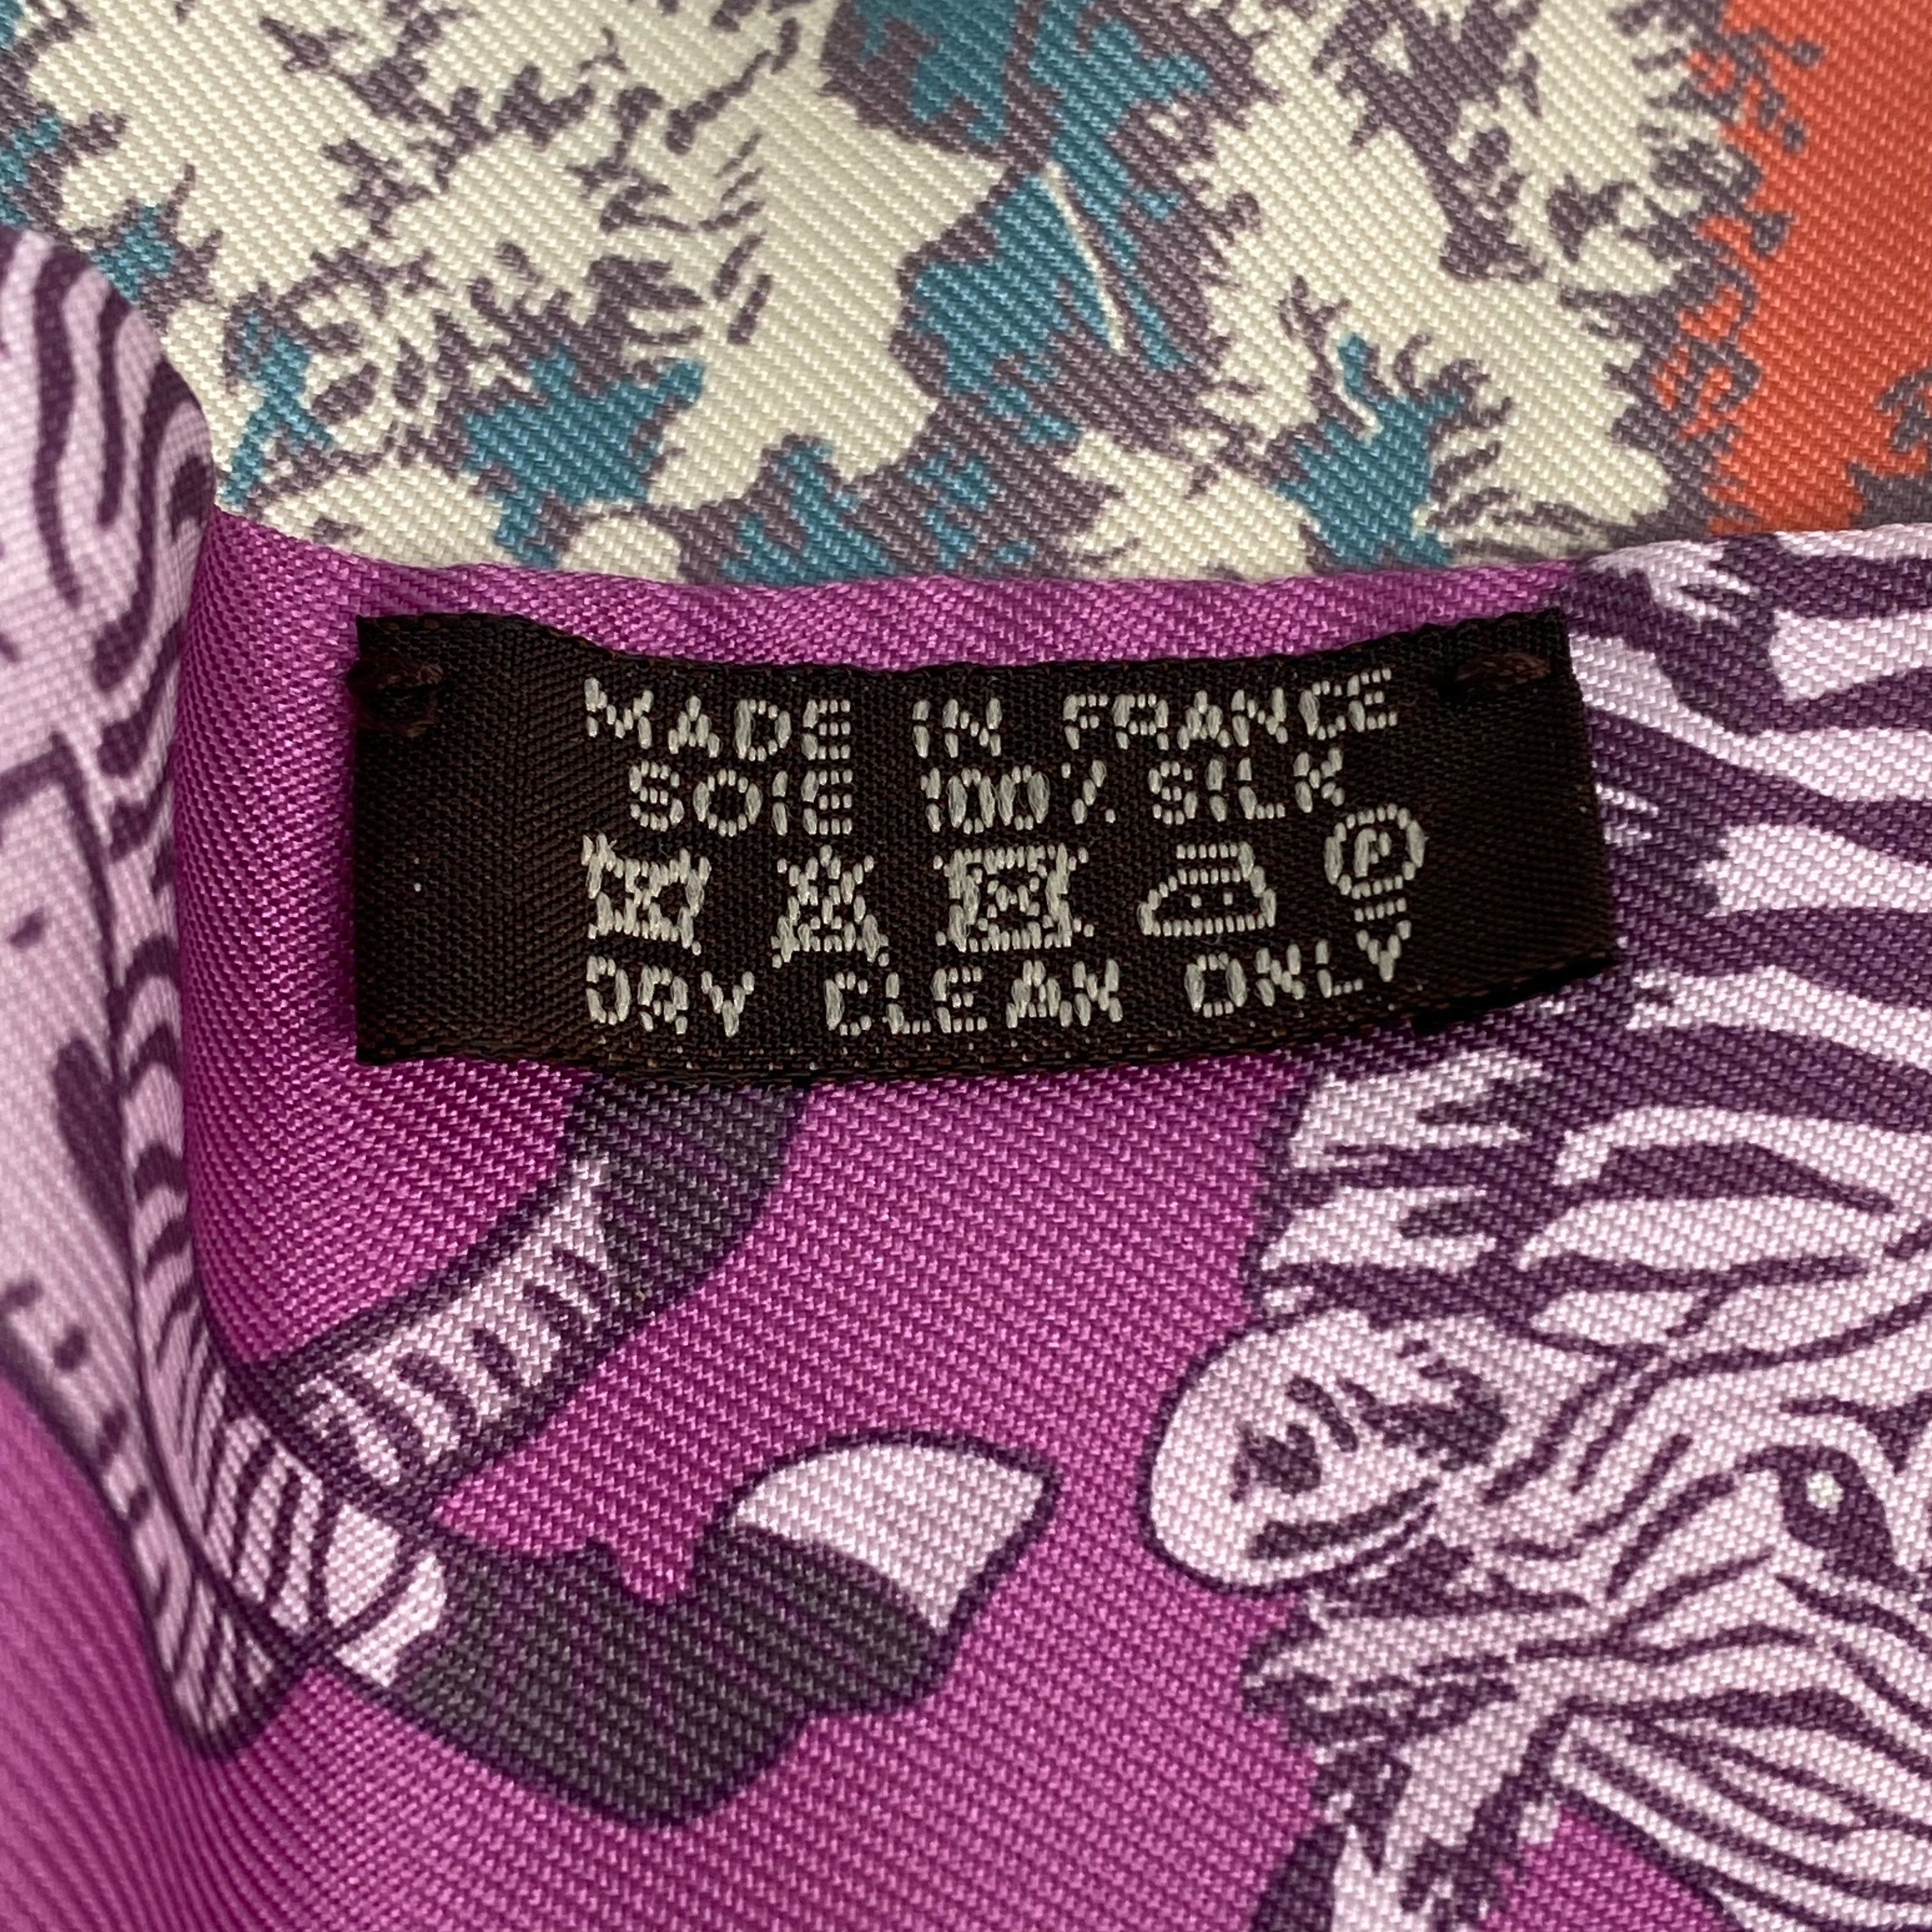 MADE IN FRANCE
SOIE 100% SILK
P
DRY CLEAN ONLY